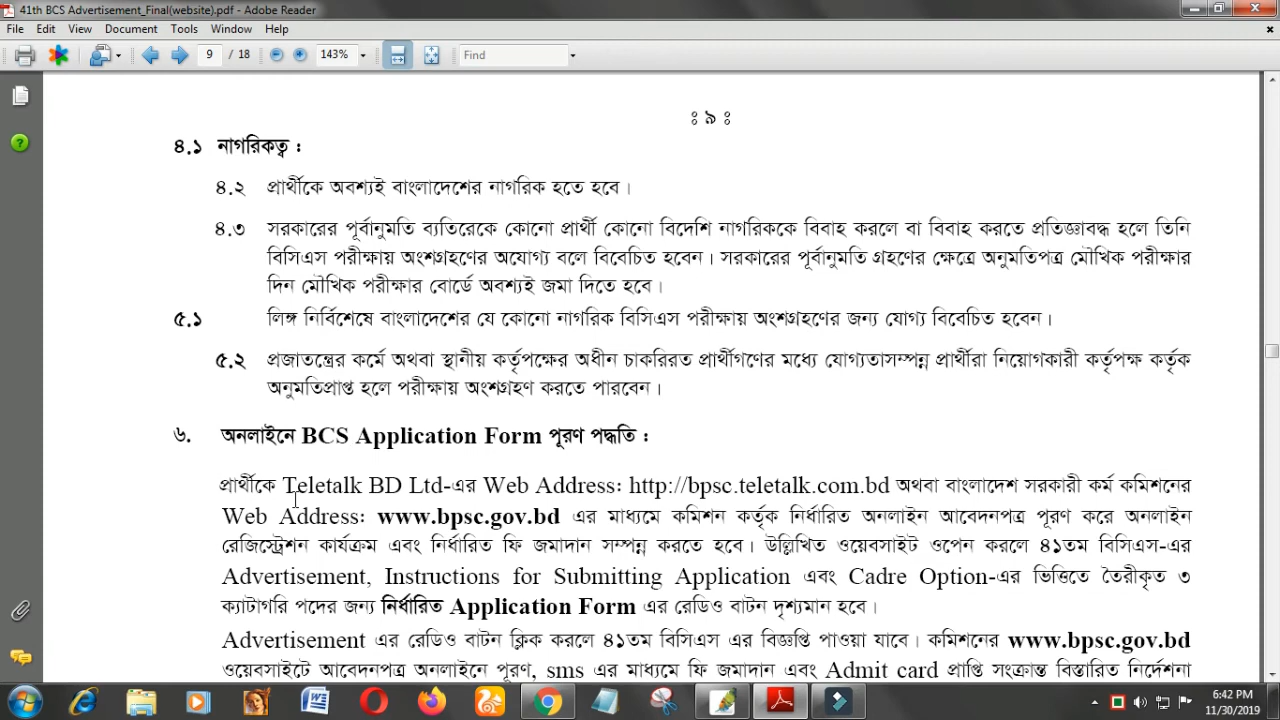 41th BCS Advertisement_Final(website).pdf - Adobe Reader
File Edit View Document Tools Window Help
9 / 18 143% Find
ঃ ৯ ঃ
৪.১ নাগরিকত্ব :
৪.২ প্রার্থীকে অবশ্যই বাংলাদেশের নাগরিক হতে হবে।
৪.৩ সরকারের পূর্বানুমতি ব্যতিরেকে কোনো প্রার্থী কোনো বিদেশি নাগরিককে বিবাহ করলে বা বিবাহ করতে প্রতিজ্ঞাবদ্ধ হলে তিনি
বিসিএস পরীক্ষায় অংশগ্রহণের অযোগ্য বলে বিবেচিত হবেন। সরকারের পূর্বানুমতি গ্রহণের ক্ষেত্রে অনুমতিপত্র মৌখিক পরীক্ষার
দিন মৌখিক পরীক্ষার বোর্ডে অবশ্যই জমা দিতে হবে।
৫.১ লিঙ্গ নির্বিশেষে বাংলাদেশের যে কোনো নাগরিক বিসিএস পরীক্ষায় অংশগ্রহণের জন্য যোগ্য বিবেচিত হবেন।
৫.২ প্রজাতন্ত্রের কর্মে অথবা স্থানীয় কর্তৃপক্ষের অধীন চাকরিরত প্রার্থীগণের মধ্যে যোগ্যতাসম্পন্ন প্রার্থীরা নিয়োগকারী কর্তৃপক্ষ কর্তৃক
অনুমতিপ্রাপ্ত হলে পরীক্ষায় অংশগ্রহণ করতে পারবেন।
৬. অনলাইনে BCS Application Form পূরণ পদ্ধতি :
প্রার্থীকে Teletalk BD Ltd-এর Web Address: http://bpsc.teletalk.com.bd অথবা বাংলাদেশ সরকারী কর্ম কমিশনের
Web Address: www.bpsc.gov.bd এর মাধ্যমে কমিশন কর্তৃক নির্ধারিত অনলাইন আবেদনপত্র পূরণ করে অনলাইন
রেজিস্ট্রেশন কার্যক্রম এবং নির্ধারিত ফি জমাদান সম্পন্ন করতে হবে। উল্লিখিত ওয়েবসাইট ওপেন করলে ৪১তম বিসিএস-এর
Advertisement, Instructions for Submitting Application এবং Cadre Option-এর ভিত্তিতে তৈরীকৃত ৩
ক্যাটাগরি পদের জন্য নির্ধারিত Application Form এর রেডিও বাটন দৃশ্যমান হবে।
Advertisement এর রেডিও বাটন ক্লিক করলে ৪১তম বিসিএস এর বিজ্ঞপ্তি পাওয়া যাবে। কমিশনের www.bpsc.gov.bd
ওয়েবসাইটে আবেদনপত্র অনলাইনে পূরণ, sms এর মাধ্যমে ফি জমাদান এবং Admit card প্রাপ্তি সংক্রান্ত বিস্তারিত নির্দেশনা
6:42 PM
11/30/2019